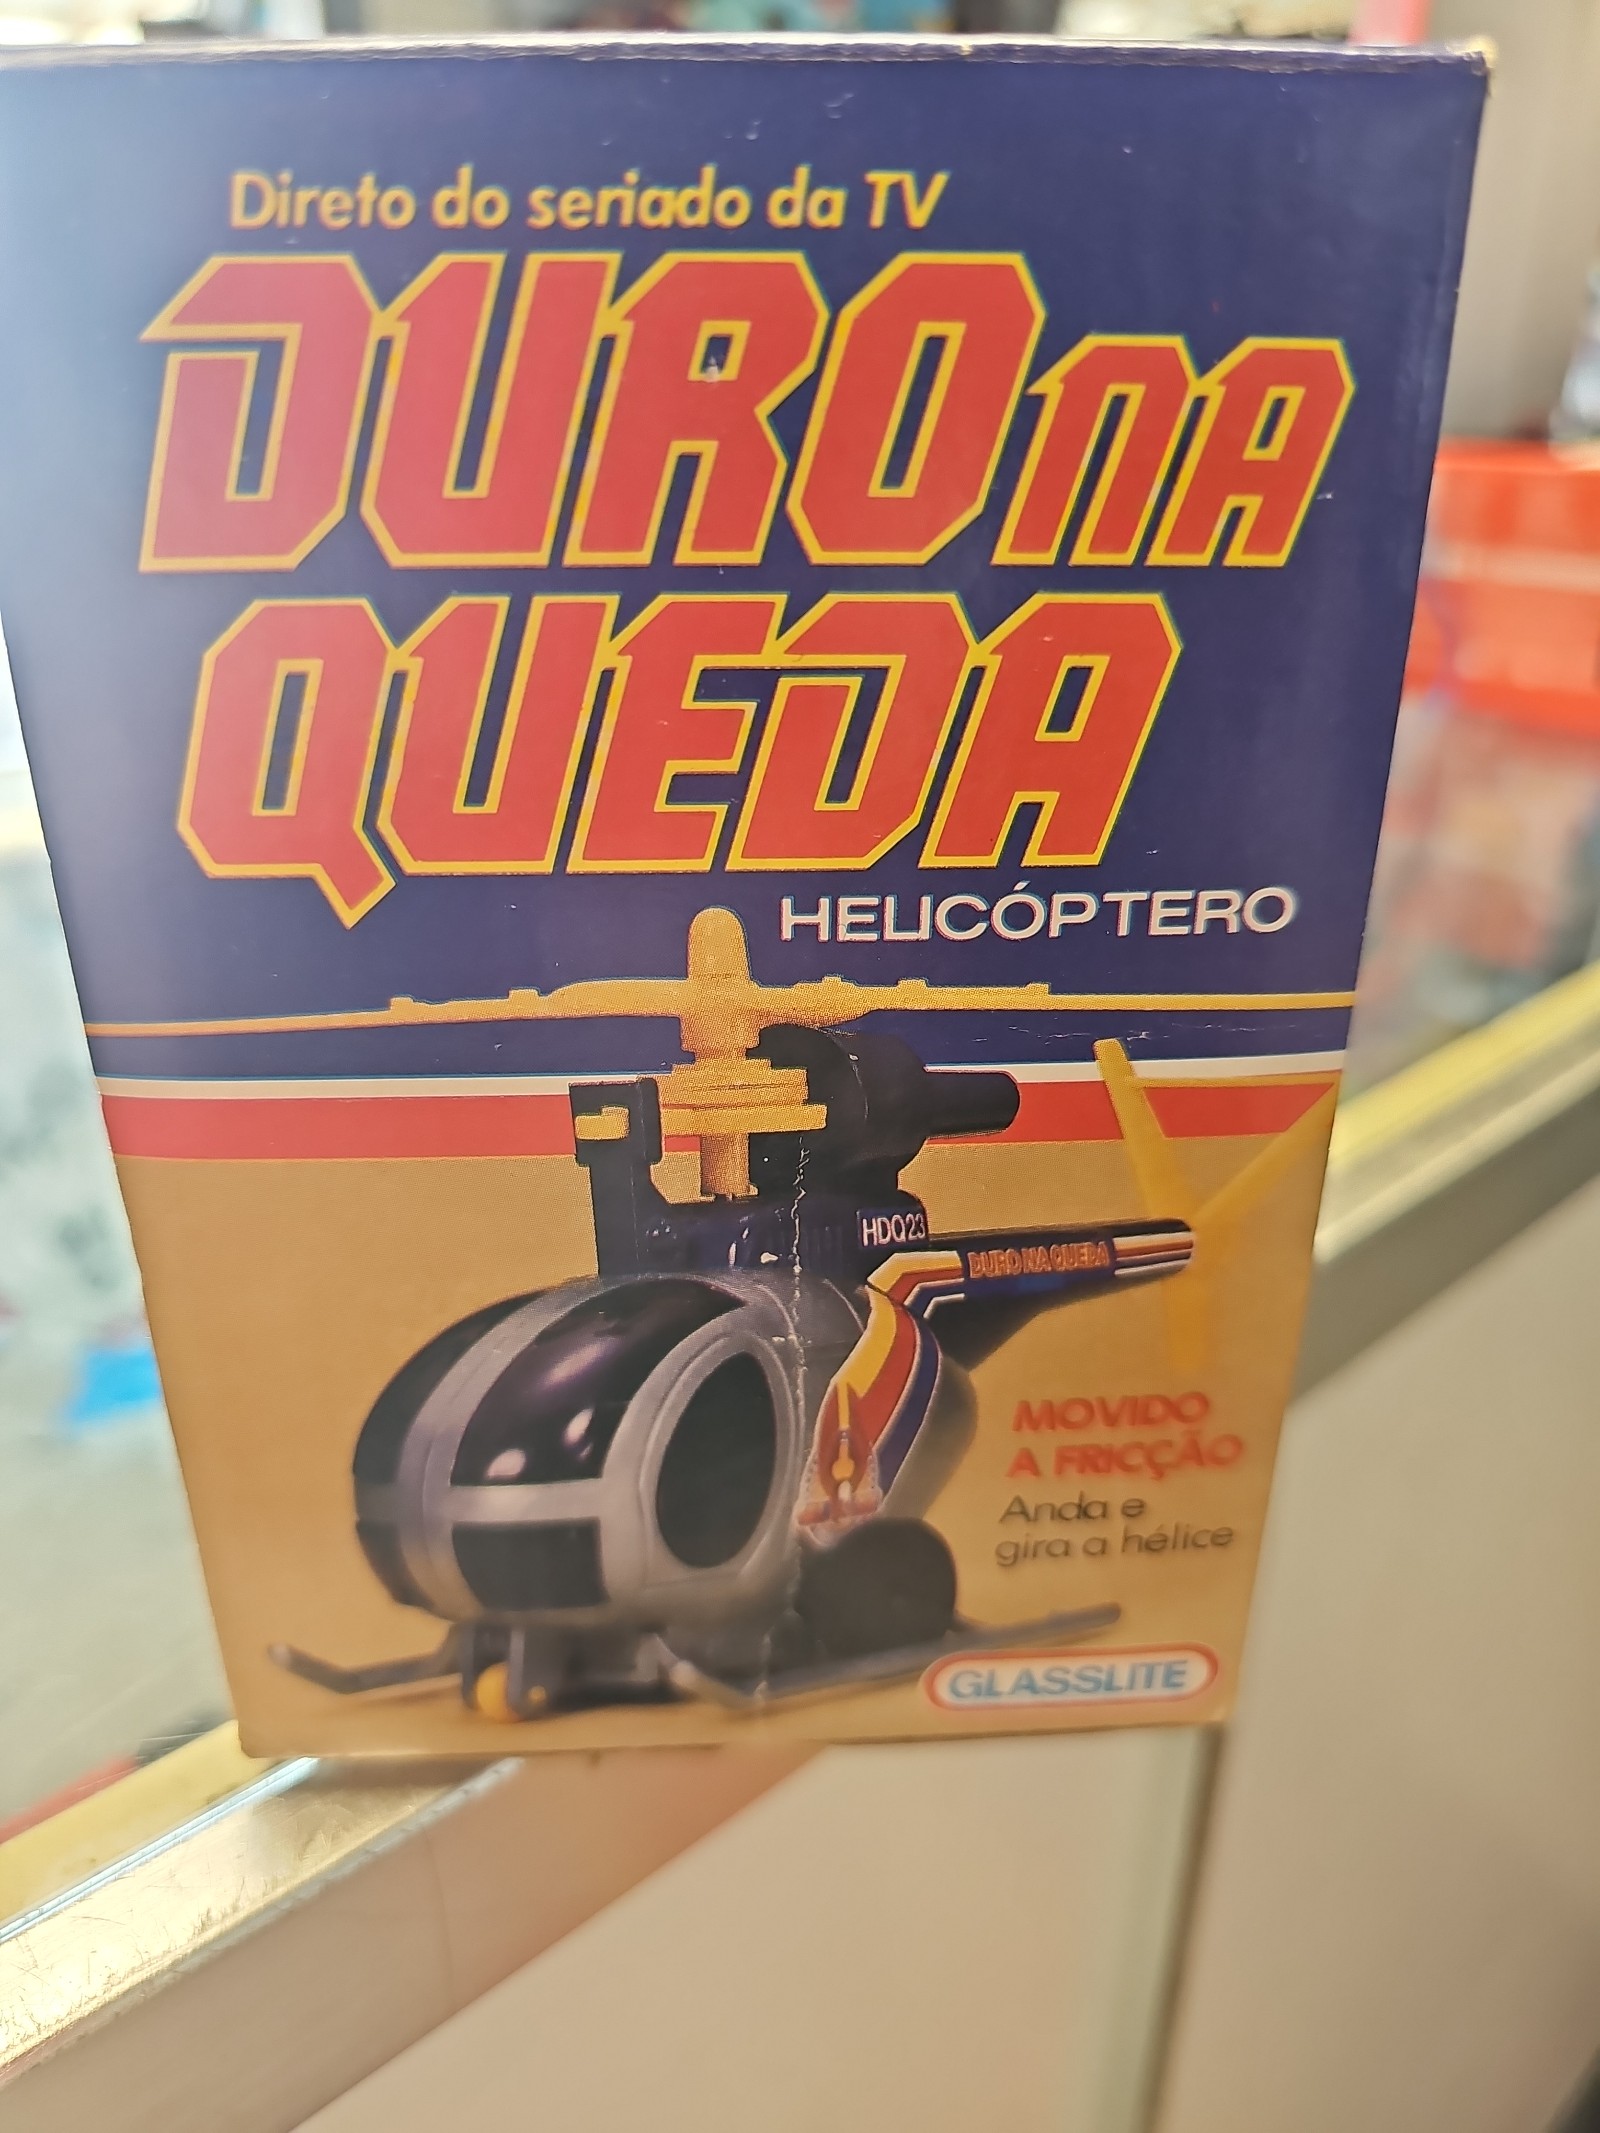 Direto do seriado da TV
DURO NA
QUEDA
HELICÓPTERO
HDQ23
DURO NA QUEDA
MOVIDO
A FRICÇÃO
Anda e
gira a hélice
GLASSLITE